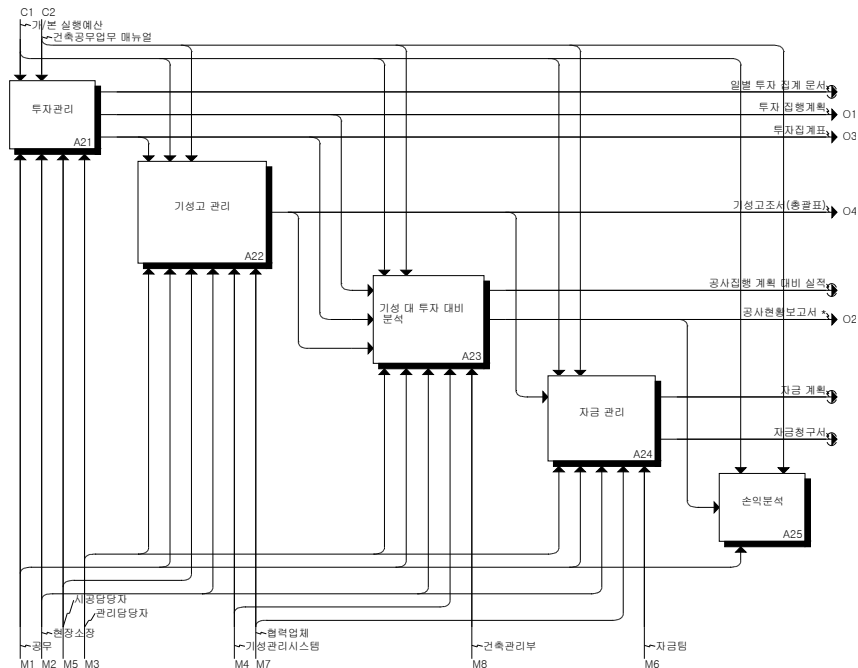 C1 C2
가/본 실행예산
건축공무업무 매뉴얼
일별 투자 집계 문서
투자관리
투자 집행계획 O1
A21
투자집계표 O3
기성고 관리
기성고조서(총괄표) O4
A22
공사집행 계획 대비 실적
기성 대 투자 대비
분석
공사현황보고서 * O2
A23
자금 계획
자금 관리
자금청구서
A24
손익분석
A25
시공담당자
관리담당자
현장소장
협력업체
공무
기성관리시스템
건축관리부
자금팀
M1 M2 M5 M3 M4 M7 M8 M6